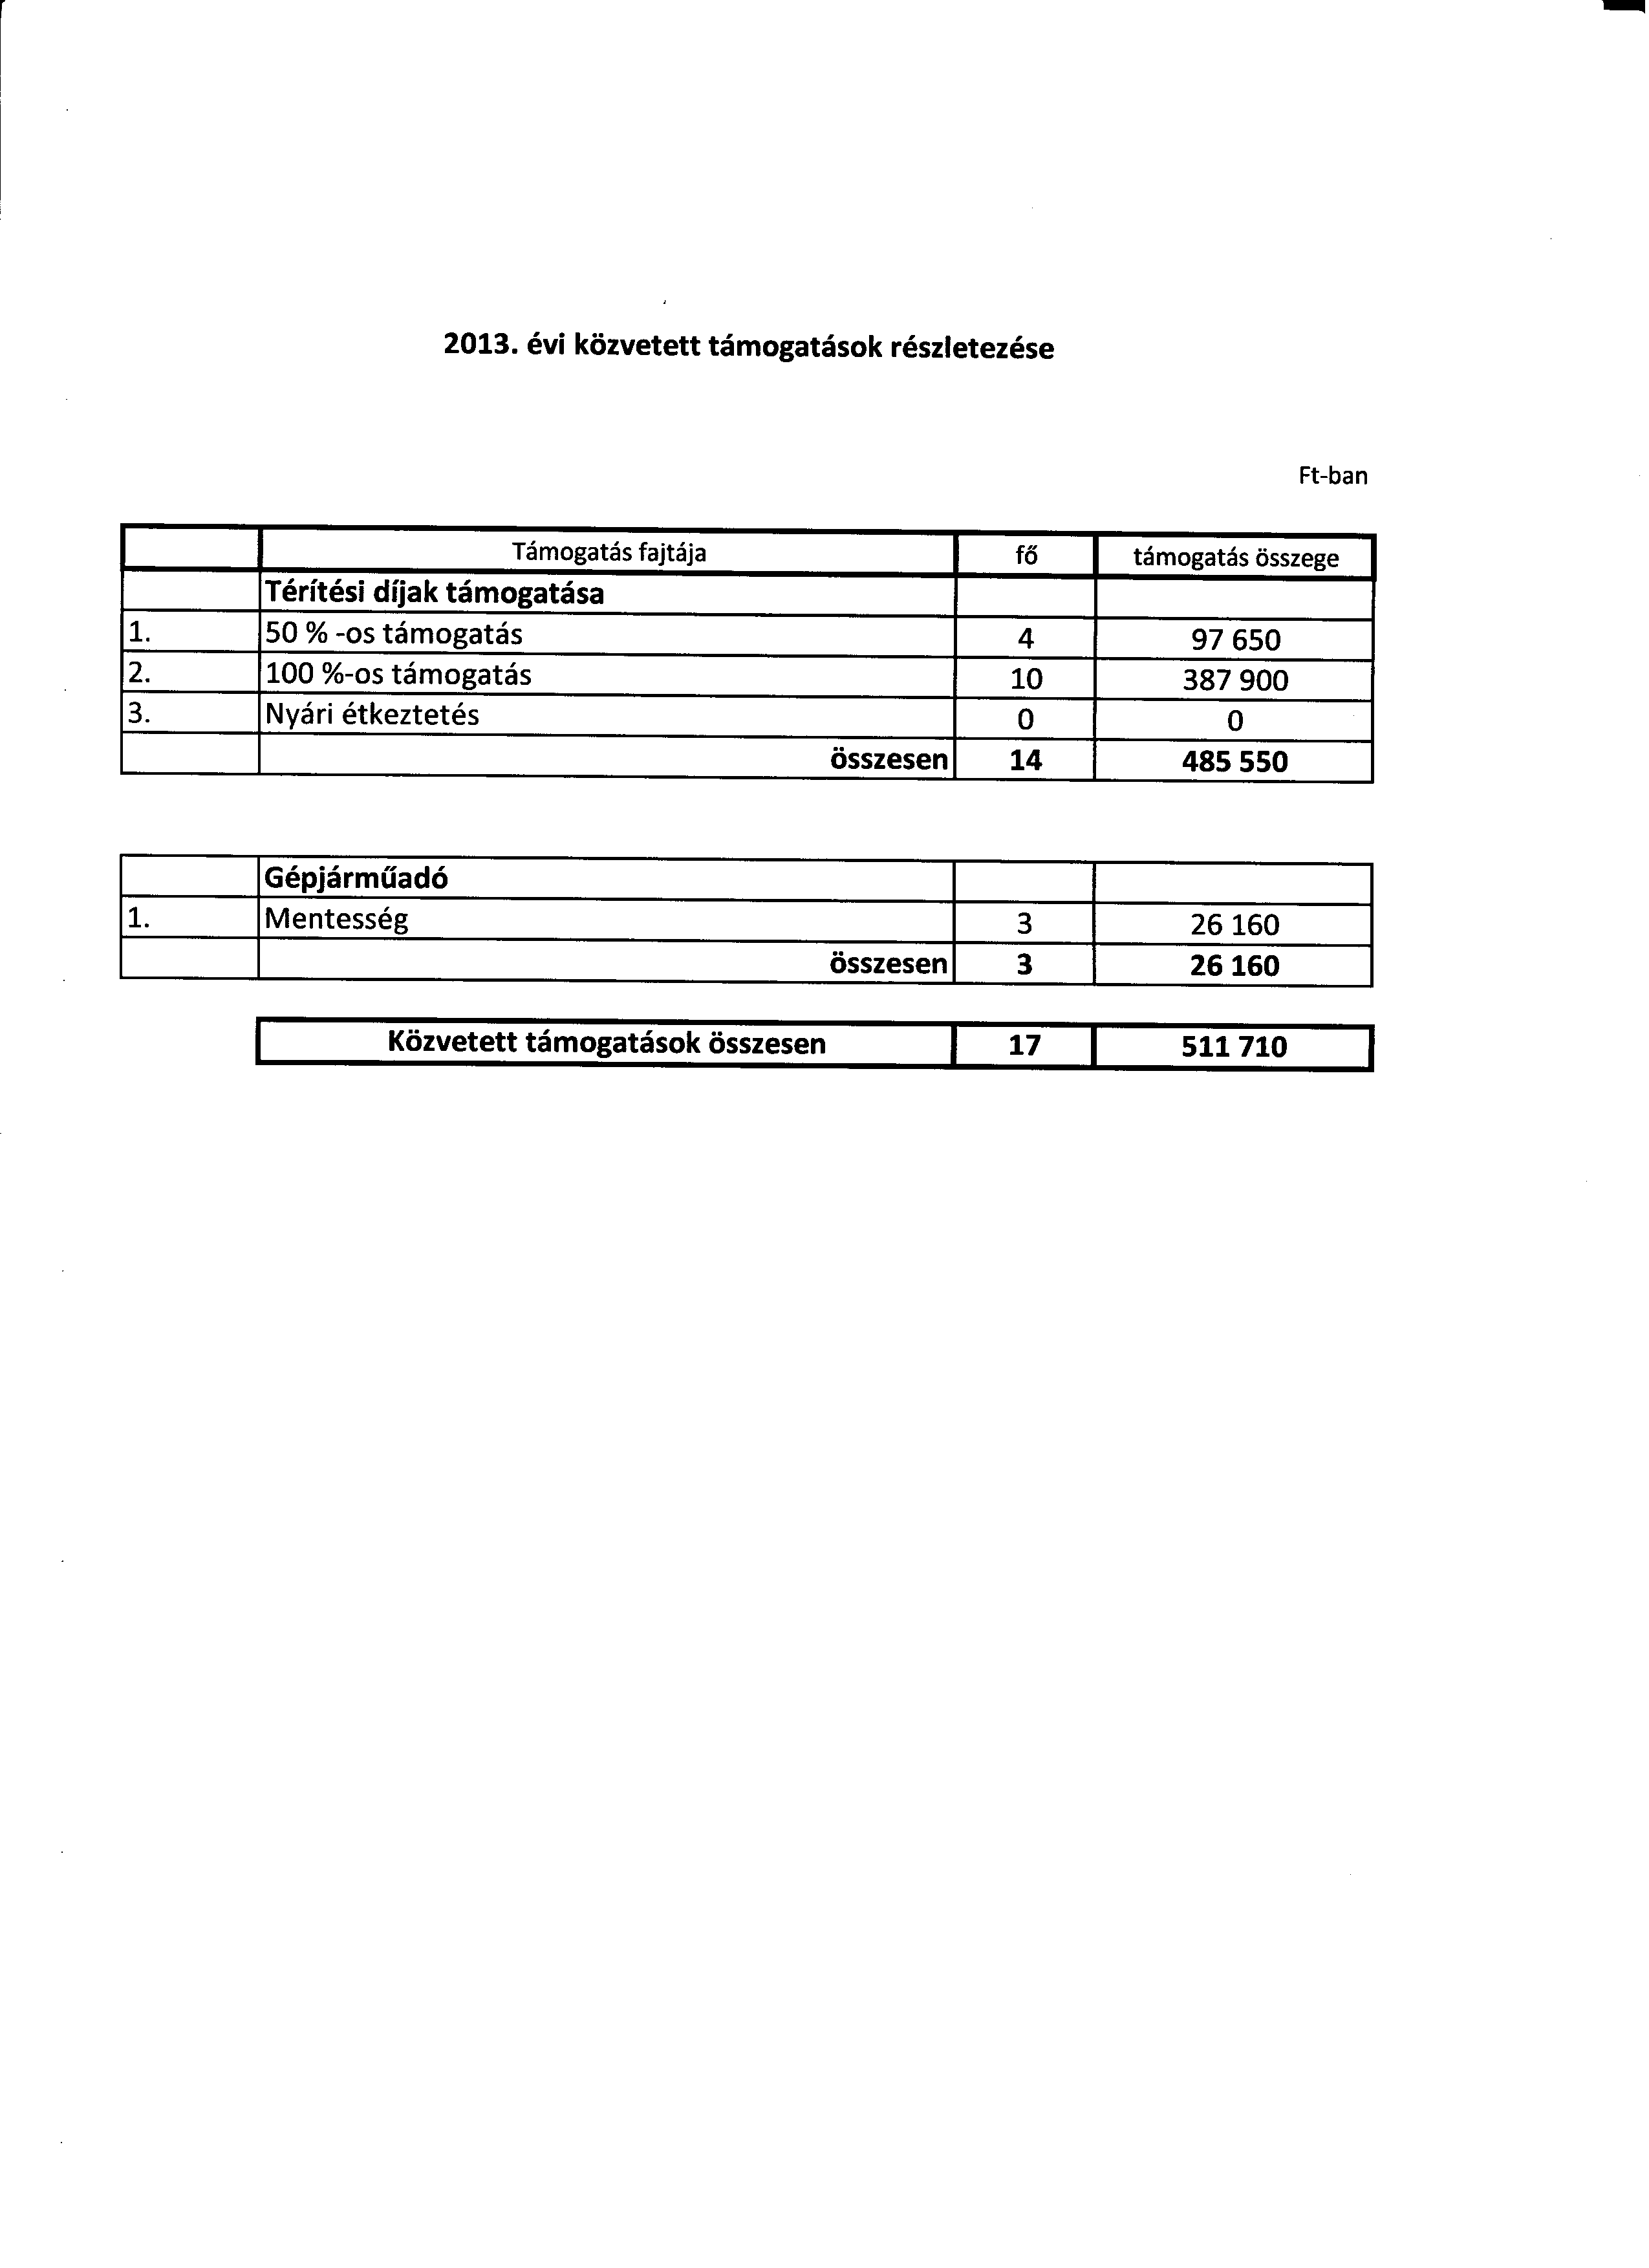 2013. évi közvetett támogatások részletezése
Ft-ban
Támogatás fajtája fő támogatás összege
Térítési díjak támogatása
1. 50 % -os támogatás 4 97 650
2. 100 %-os támogatás 10 387 900
3. Nyári étkeztetés 0 0
összesen 14 485 550
Gépjárműadó
1. Mentesség 3 26 160
összesen 3 26 160
Közvetett támogatások összesen 17 511 710